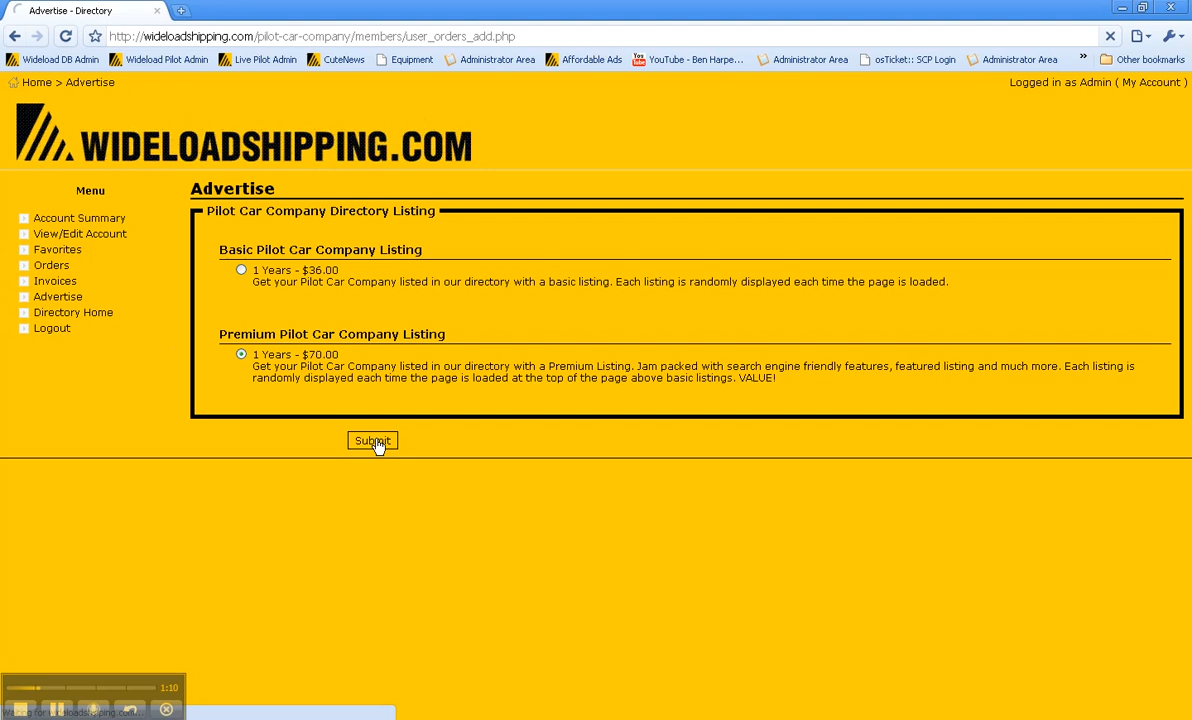 Advertise - Directory
http://wideloadshipping.com/pilot-car-company/members/user_orders_add.php
Wideload DB Admin Wideload Pilot Admin Live Pilot Admin CuteNews Equipment Administrator Area Affordable Ads YouTube - Ben Harpe... Administrator Area osTicket:: SCP Login Administrator Area » Other bookmarks
Home > Advertise Logged in as Admin ( My Account )
WIDELOADSHIPPING.COM
Menu
Account Summary
View/Edit Account
Favorites
Orders
Invoices
Advertise
Directory Home
Logout
Advertise
Pilot Car Company Directory Listing
Basic Pilot Car Company Listing
1 Years - $36.00
Get your Pilot Car Company listed in our directory with a basic listing. Each listing is randomly displayed each time the page is loaded.
Premium Pilot Car Company Listing
1 Years - $70.00
Get your Pilot Car Company listed in our directory with a Premium Listing. Jam packed with search engine friendly features, featured listing and much more. Each listing is
randomly displayed each time the page is loaded at the top of the page above basic listings. VALUE!
Submit
1:10
Waiting for wideloadshipping.com...